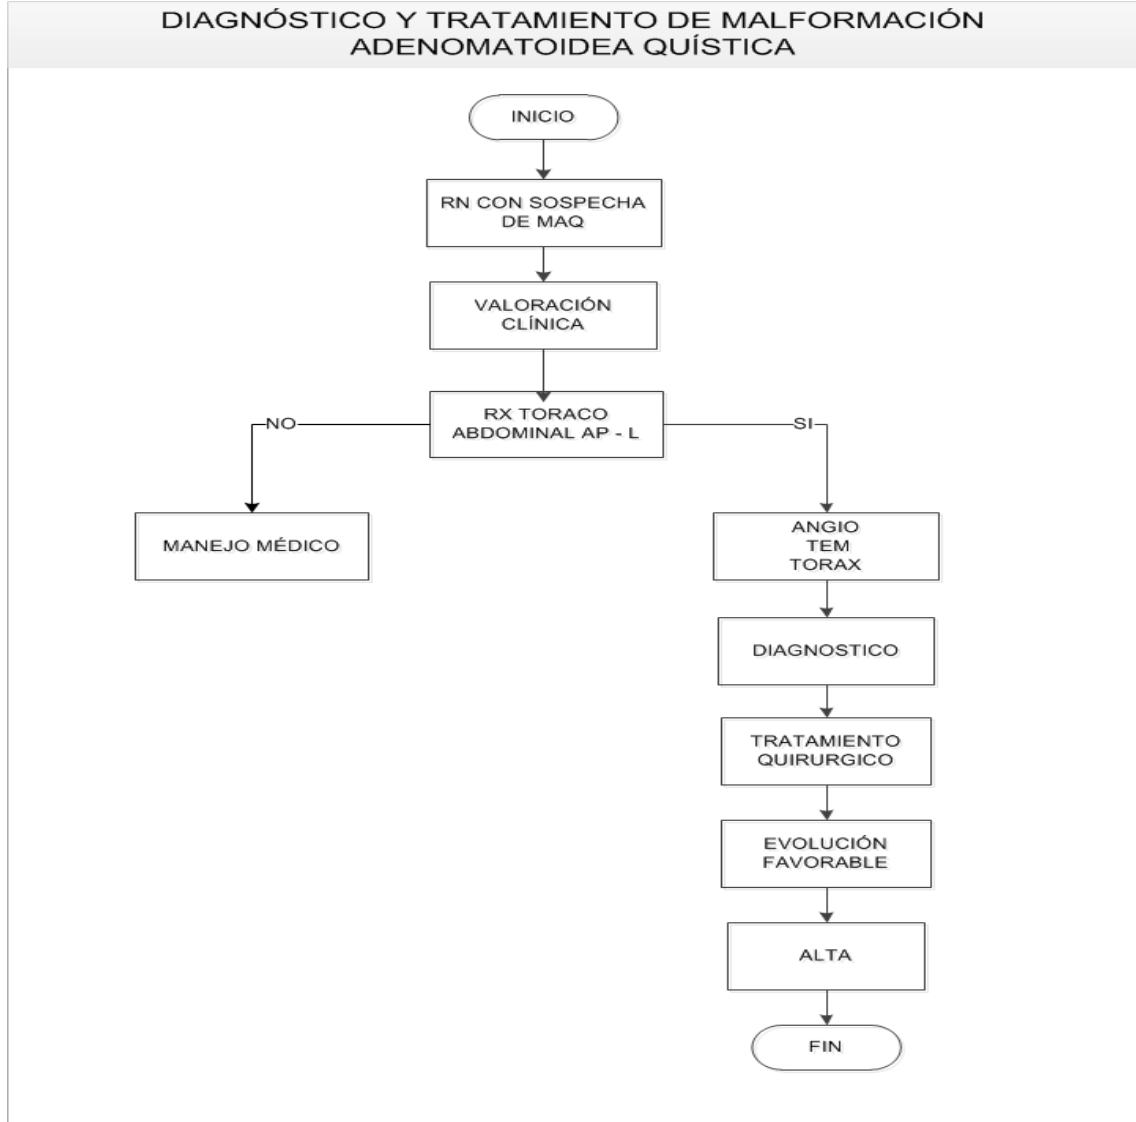 DIAGNÓSTICO Y TRATAMIENTO DE MALFORMACIÓN
ADENOMATOIDEA QUÍSTICA
INICIO
RN CON SOSPECHA
DE MAQ
VALORACIÓN
CLÍNICA
RX TORACO
ABDOMINAL AP - L
NO
SI
MANEJO MÉDICO
ANGIO
TEM
TORAX
DIAGNOSTICO
TRATAMIENTO
QUIRURGICO
EVOLUCIÓN
FAVORABLE
ALTA
FIN